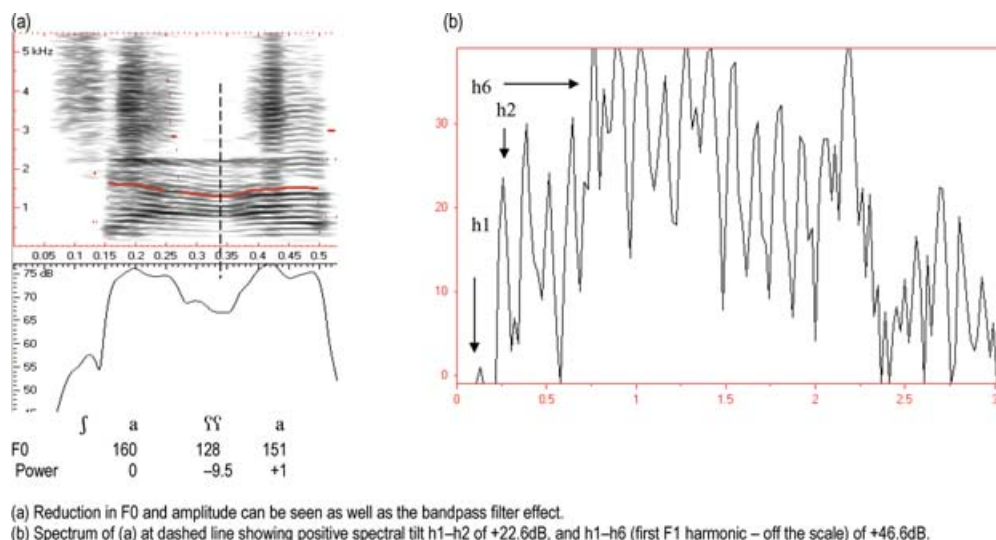 (a)
(b)
5 kHz
4
3
2
1
0.05 0.1 0.15 0.2 0.25 0.3 0.35 0.4 0.45 0.5
75 dB
70
65
60
55
50
ʃ a ʕʕ a
F0 160 128 151
Power 0 –9.5 +1
h6
h2
h1
30
20
10
0
0 0.5 1 1.5 2 2.5 3
(a) Reduction in F0 and amplitude can be seen as well as the bandpass filter effect.
(b) Spectrum of (a) at dashed line showing positive spectral tilt h1–h2 of +22.6dB, and h1–h6 (first F1 harmonic – off the scale) of +46.6dB.